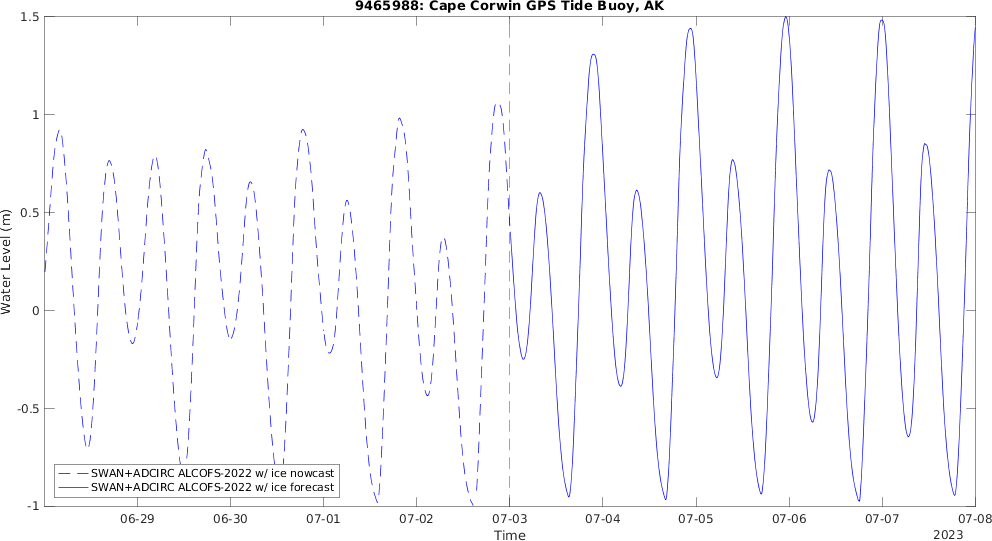 9465988: Cape Corwin GPS Tide Buoy, AK
1.5
1
0.5
0
-0.5
-1
Water Level (m)
SWAN+ADCIRC ALCOFS-2022 w/ ice nowcast
SWAN+ADCIRC ALCOFS-2022 w/ ice forecast
06-29 06-30 07-01 07-02 07-03 07-04 07-05 07-06 07-07 07-08
Time
2023